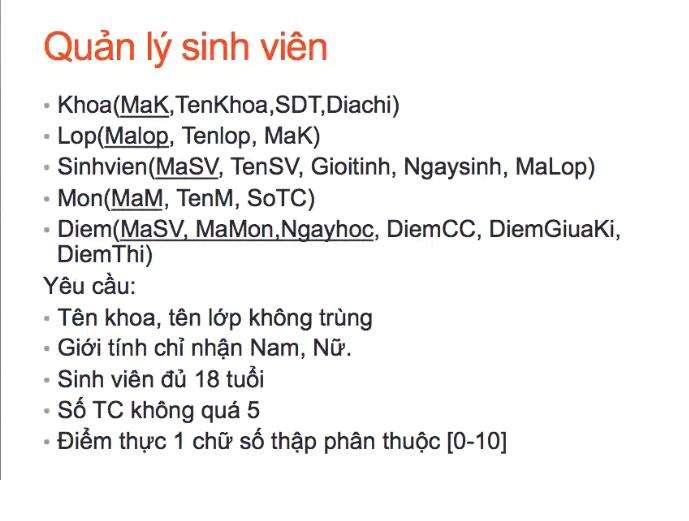 Quản lý sinh viên
• Khoa(MaK,TenKhoa,SDT,Diachi)
• Lop(Malop, Tenlop, MaK)
• Sinhvien(MaSV, TenSV, Gioitinh, Ngaysinh, MaLop)
• Mon(MaM, TenM, SoTC)
• Diem(MaSV, MaMon,Ngayhoc, DiemCC, DiemGiuaKi,
DiemThi)
Yêu cầu:
• Tên khoa, tên lớp không trùng
• Giới tính chỉ nhận Nam, Nữ.
• Sinh viên đủ 18 tuổi
• Số TC không quá 5
• Điểm thực 1 chữ số thập phân thuộc [0-10]